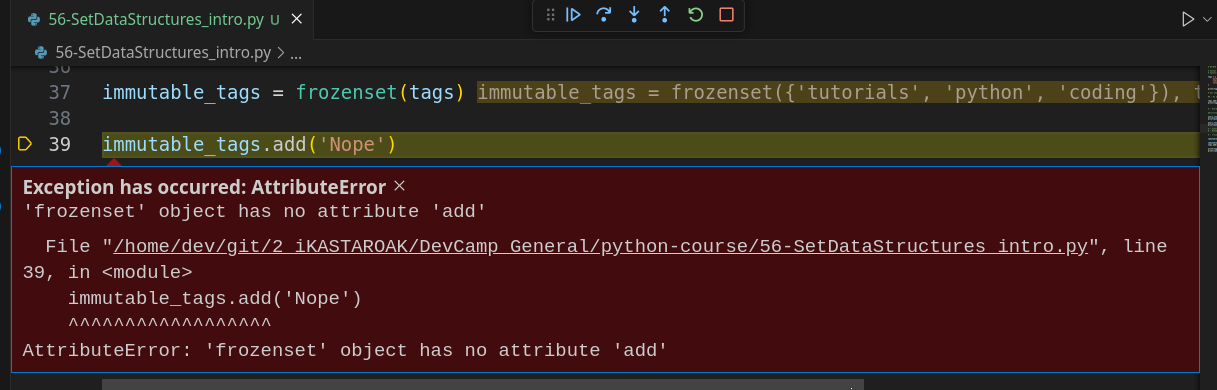 56-SetDataStructures_intro.py U
56-SetDataStructures_intro.py > ...
36
37 immutable_tags = frozenset(tags) immutable_tags = frozenset({'tutorials', 'python', 'coding'}), t
38
39 immutable_tags.add('Nope')
Exception has occurred: AttributeError
'frozenset' object has no attribute 'add'
File "/home/dev/git/2_iKASTAROAK/DevCamp_General/python-course/56-SetDataStructures_intro.py", line
39, in <module>
immutable_tags.add('Nope')
^^^^^^^^^^^^^^^^^^
AttributeError: 'frozenset' object has no attribute 'add'